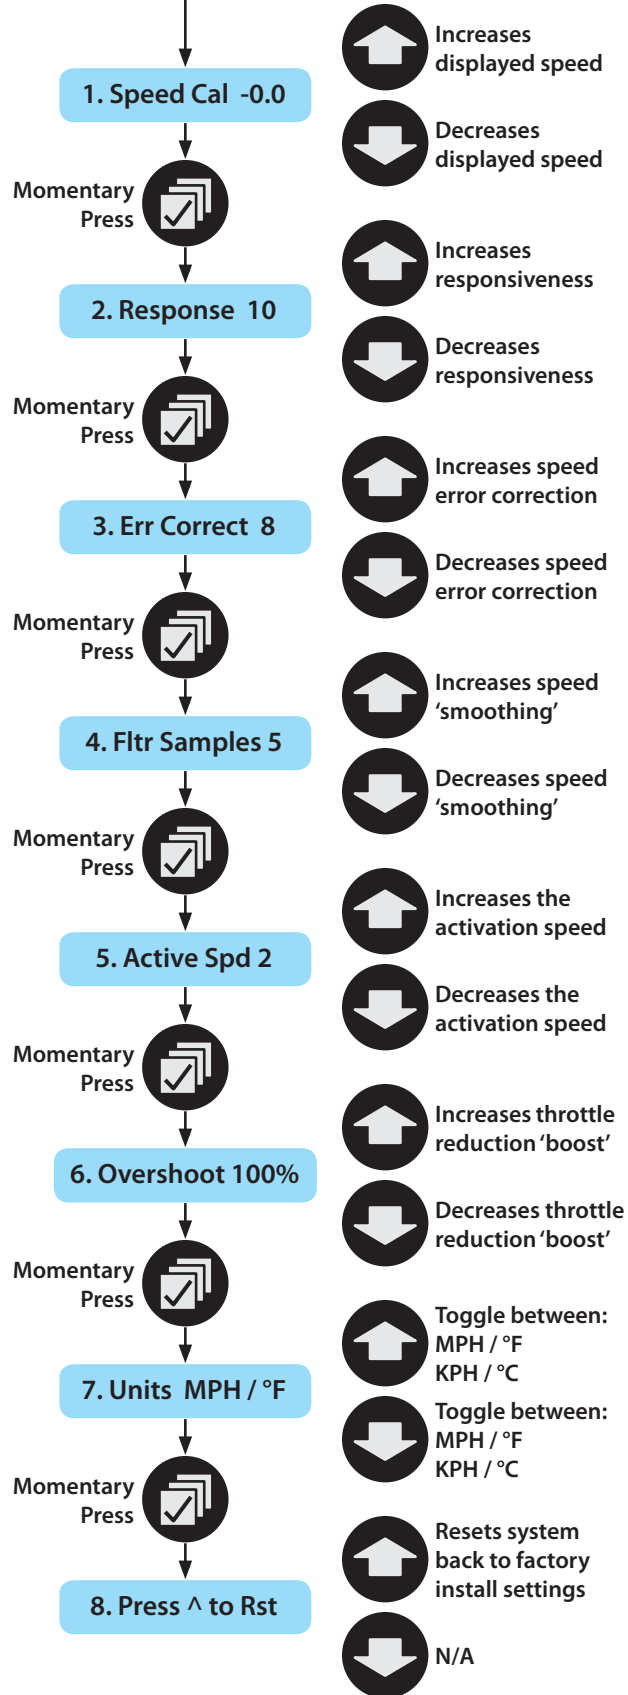 Increases
displayed speed
1. Speed Cal -0.0
Decreases
displayed speed
Momentary
Press
Increases
responsiveness
2. Response 10
Decreases
responsiveness
Momentary
Press
Increases speed
error correction
3. Err Correct 8
Decreases speed
error correction
Momentary
Press
Increases speed
‘smoothing’
4. Fltr Samples 5
Decreases speed
‘smoothing’
Momentary
Press
Increases the
activation speed
5. Active Spd 2
Decreases the
activation speed
Momentary
Press
Increases throttle
reduction ‘boost’
6. Overshoot 100%
Decreases throttle
reduction ‘boost’
Momentary
Press
Toggle between:
MPH / °F
KPH / °C
7. Units MPH / °F
Toggle between:
MPH / °F
KPH / °C
Momentary
Press
Resets system
back to factory
install settings
8. Press ^ to Rst
N/A